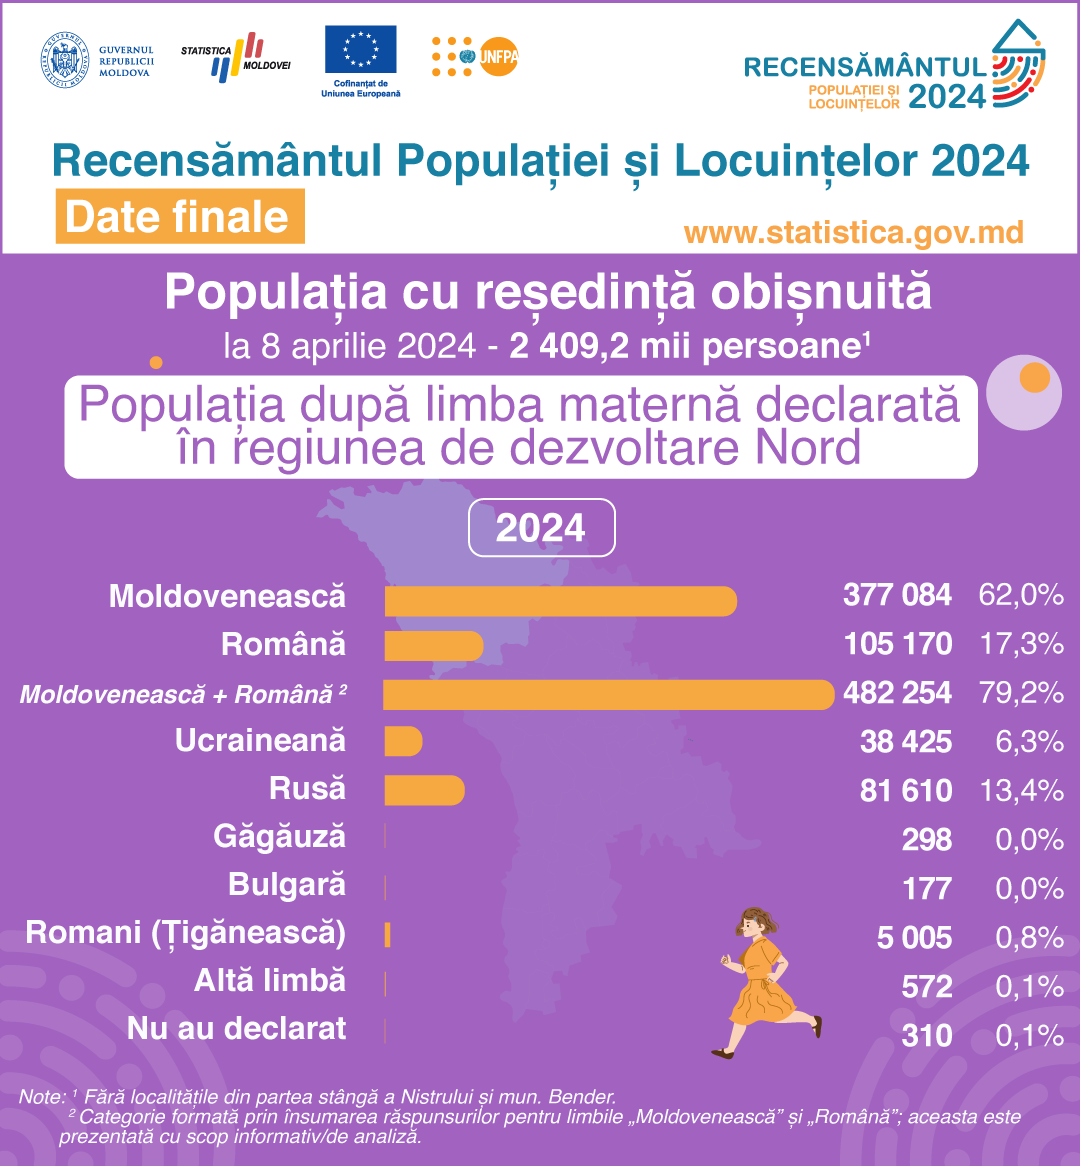 GUVERNUL
REPUBLICII
MOLDOVA
STATISTICA
MOLDOVEI
Cofinanțat de
Uniunea Europeană
UNFPA
RECENSĂMÂNTUL
POPULAȚIEI ȘI
LOCUINȚELOR
2024
Recensământul Populației și Locuințelor 2024
Date finale
www.statistica.gov.md
Populația cu reședință obișnuită
la 8 aprilie 2024 - 2 409,2 mii persoane¹
Populația după limba maternă declarată
în regiunea de dezvoltare Nord
2024
Moldovenească 377 084 62,0%
Română 105 170 17,3%
Moldovenească + Română ² 482 254 79,2%
Ucraineană 38 425 6,3%
Rusă 81 610 13,4%
Găgăuză 298 0,0%
Bulgară 177 0,0%
Romani (Țigănească) 5 005 0,8%
Altă limbă 572 0,1%
Nu au declarat 310 0,1%
Note: ¹ Fără localitățile din partea stângă a Nistrului și mun. Bender.
² Categorie formată prin însumarea răspunsurilor pentru limbile „Moldovenească” și „Română”; aceasta este
prezentată cu scop informativ/de analiză.